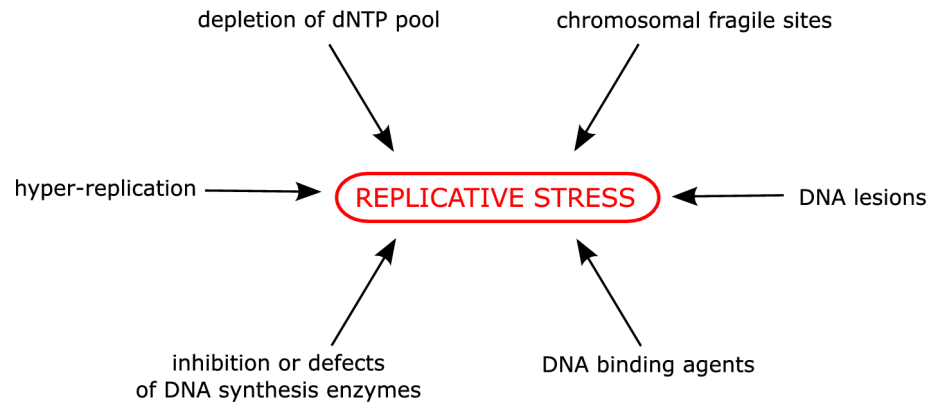 depletion of dNTP pool
chromosomal fragile sites
hyper-replication
REPLICATIVE STRESS
DNA lesions
inhibition or defects
of DNA synthesis enzymes
DNA binding agents